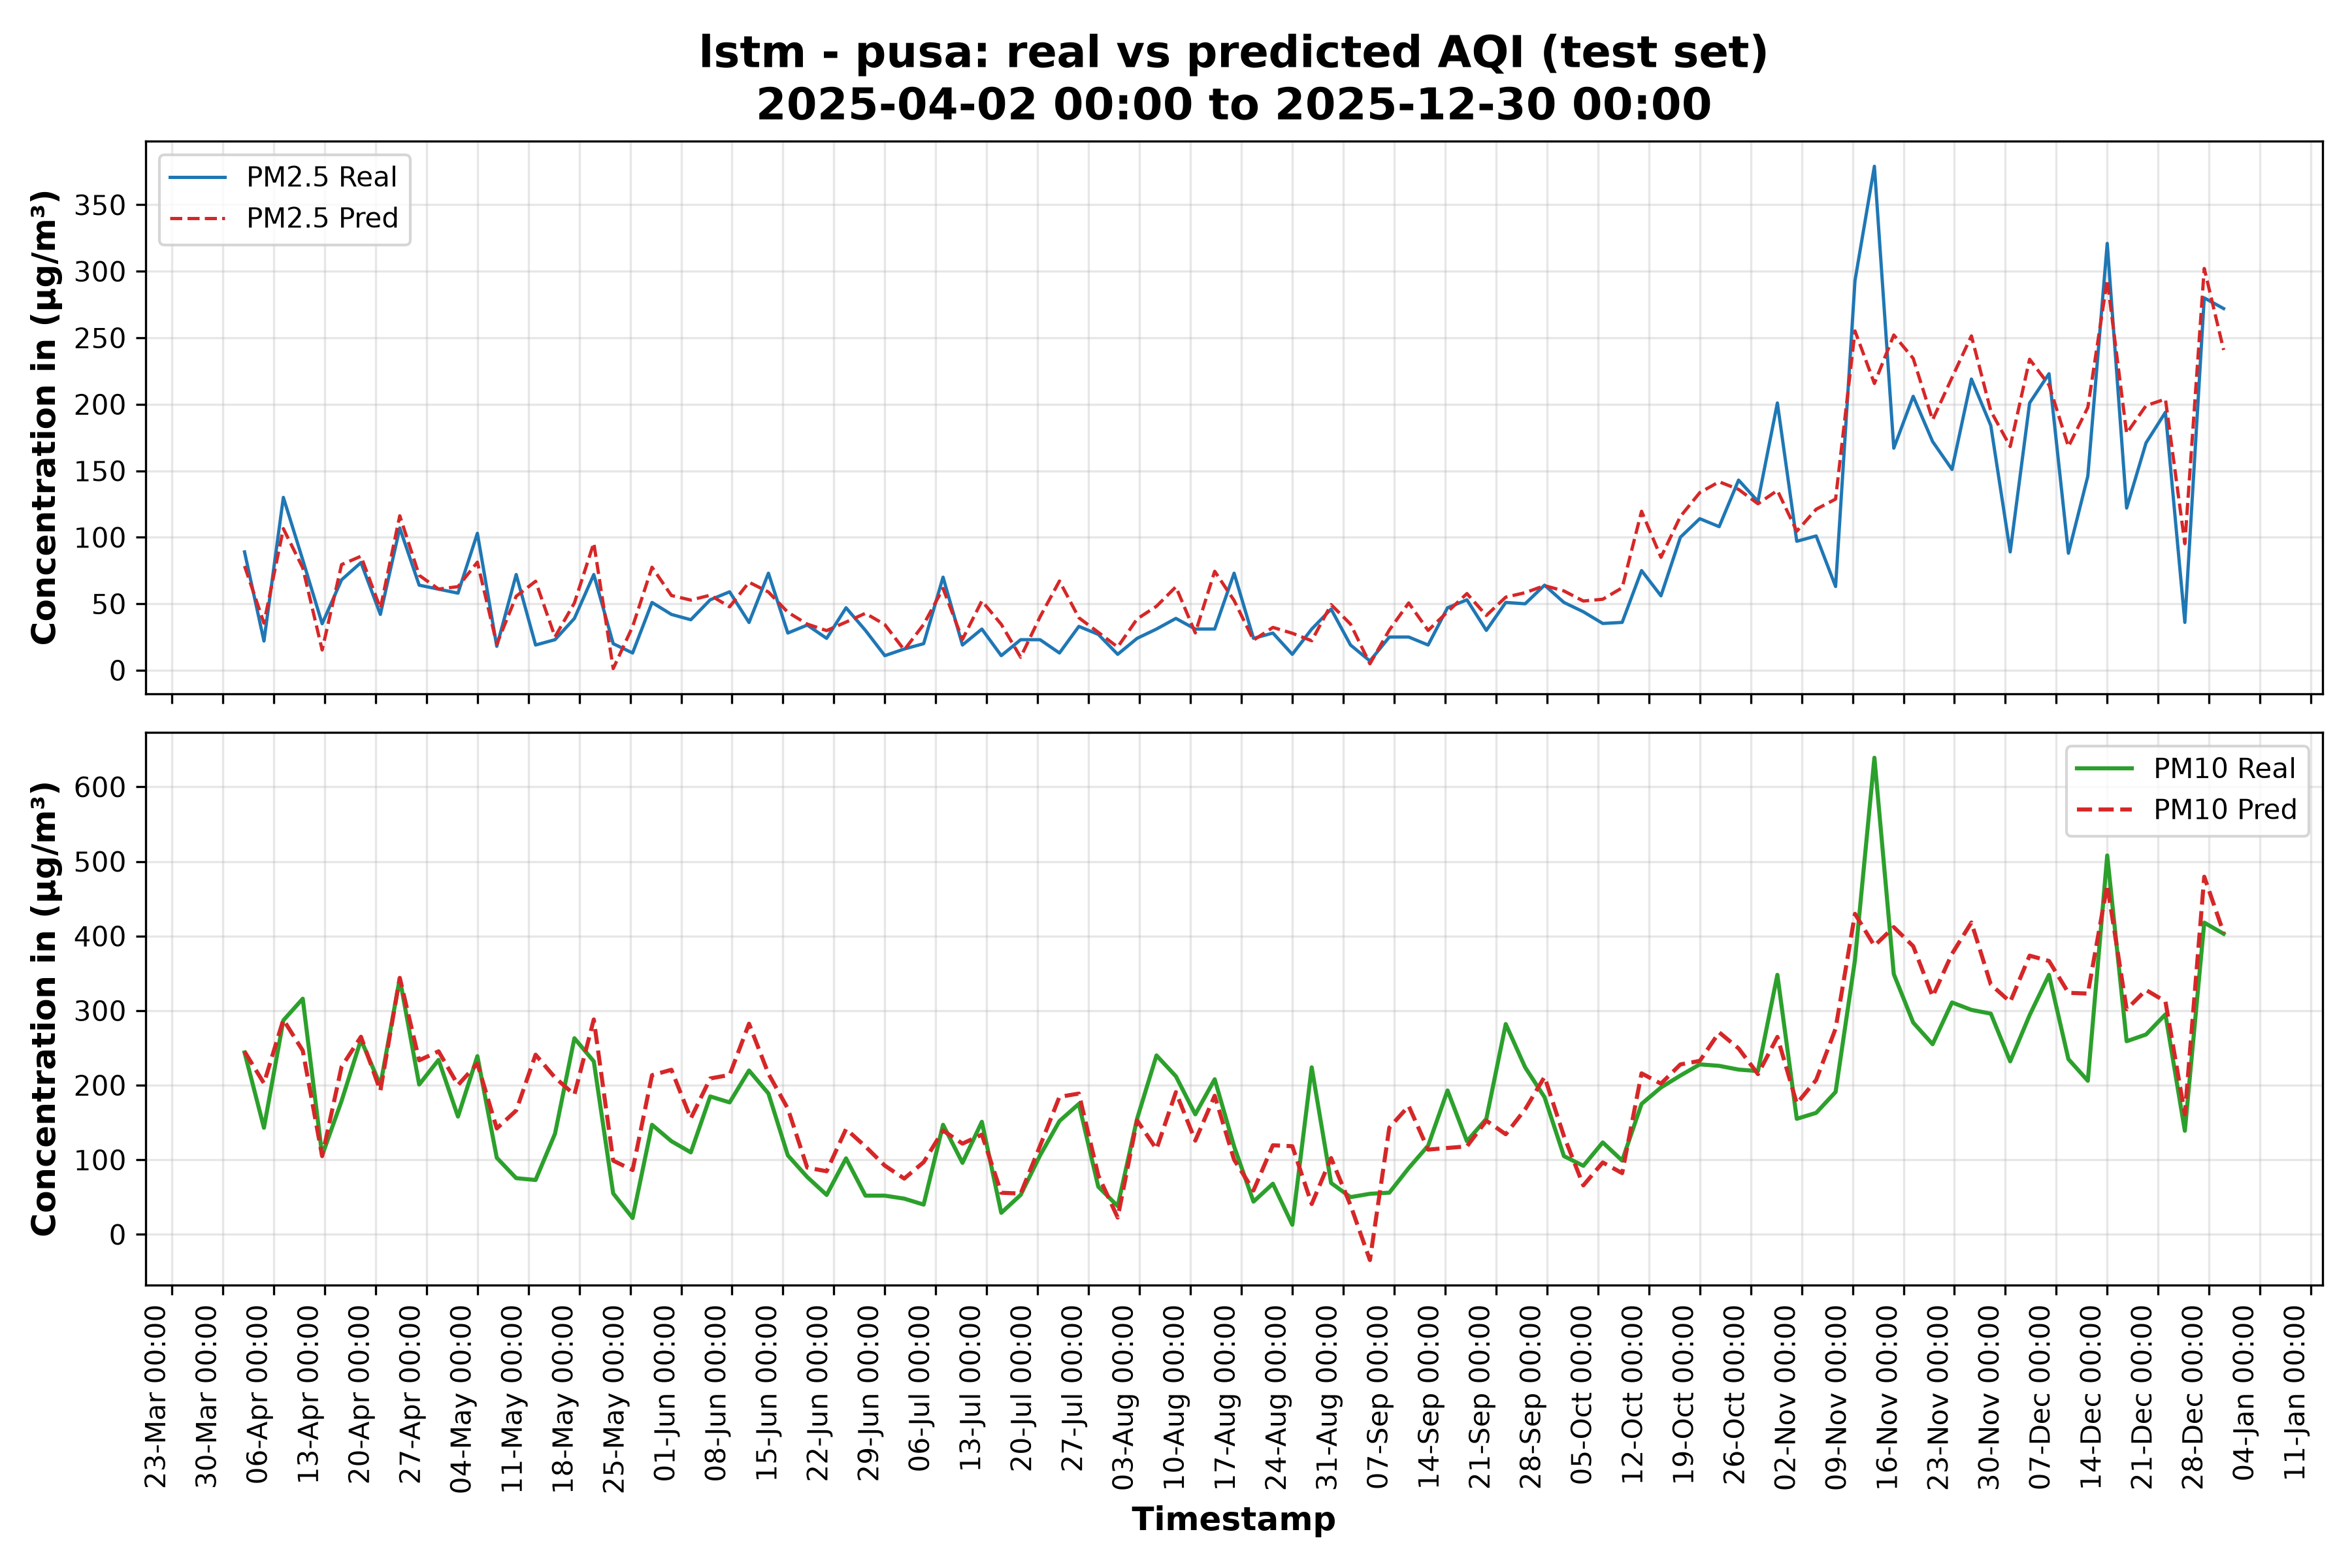 lstm - pusa: real vs predicted AQI (test set)
2025-04-02 00:00 to 2025-12-30 00:00
Concentration in (µg/m³)
350
300
250
200
150
100
50
0
PM2.5 Real
PM2.5 Pred
Concentration in (µg/m³)
600
500
400
300
200
100
0
PM10 Real
PM10 Pred
23-Mar 00:00
30-Mar 00:00
06-Apr 00:00
13-Apr 00:00
20-Apr 00:00
27-Apr 00:00
04-May 00:00
11-May 00:00
18-May 00:00
25-May 00:00
01-Jun 00:00
08-Jun 00:00
15-Jun 00:00
22-Jun 00:00
29-Jun 00:00
06-Jul 00:00
13-Jul 00:00
20-Jul 00:00
27-Jul 00:00
03-Aug 00:00
10-Aug 00:00
17-Aug 00:00
24-Aug 00:00
31-Aug 00:00
07-Sep 00:00
14-Sep 00:00
21-Sep 00:00
28-Sep 00:00
05-Oct 00:00
12-Oct 00:00
19-Oct 00:00
26-Oct 00:00
02-Nov 00:00
09-Nov 00:00
16-Nov 00:00
23-Nov 00:00
30-Nov 00:00
07-Dec 00:00
14-Dec 00:00
21-Dec 00:00
28-Dec 00:00
04-Jan 00:00
11-Jan 00:00
Timestamp